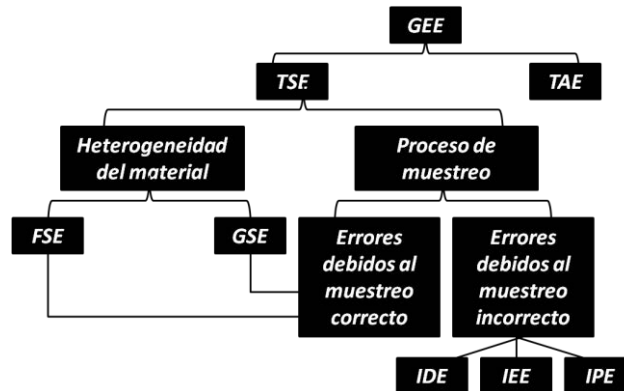 GEE
TSE
TAE
Heterogeneidad
del material
Proceso de
muestreo
FSE
GSE
Errores
debidos al
muestreo
correcto
Errores
debidos al
muestreo
incorrecto
IDE
IEE
IPE